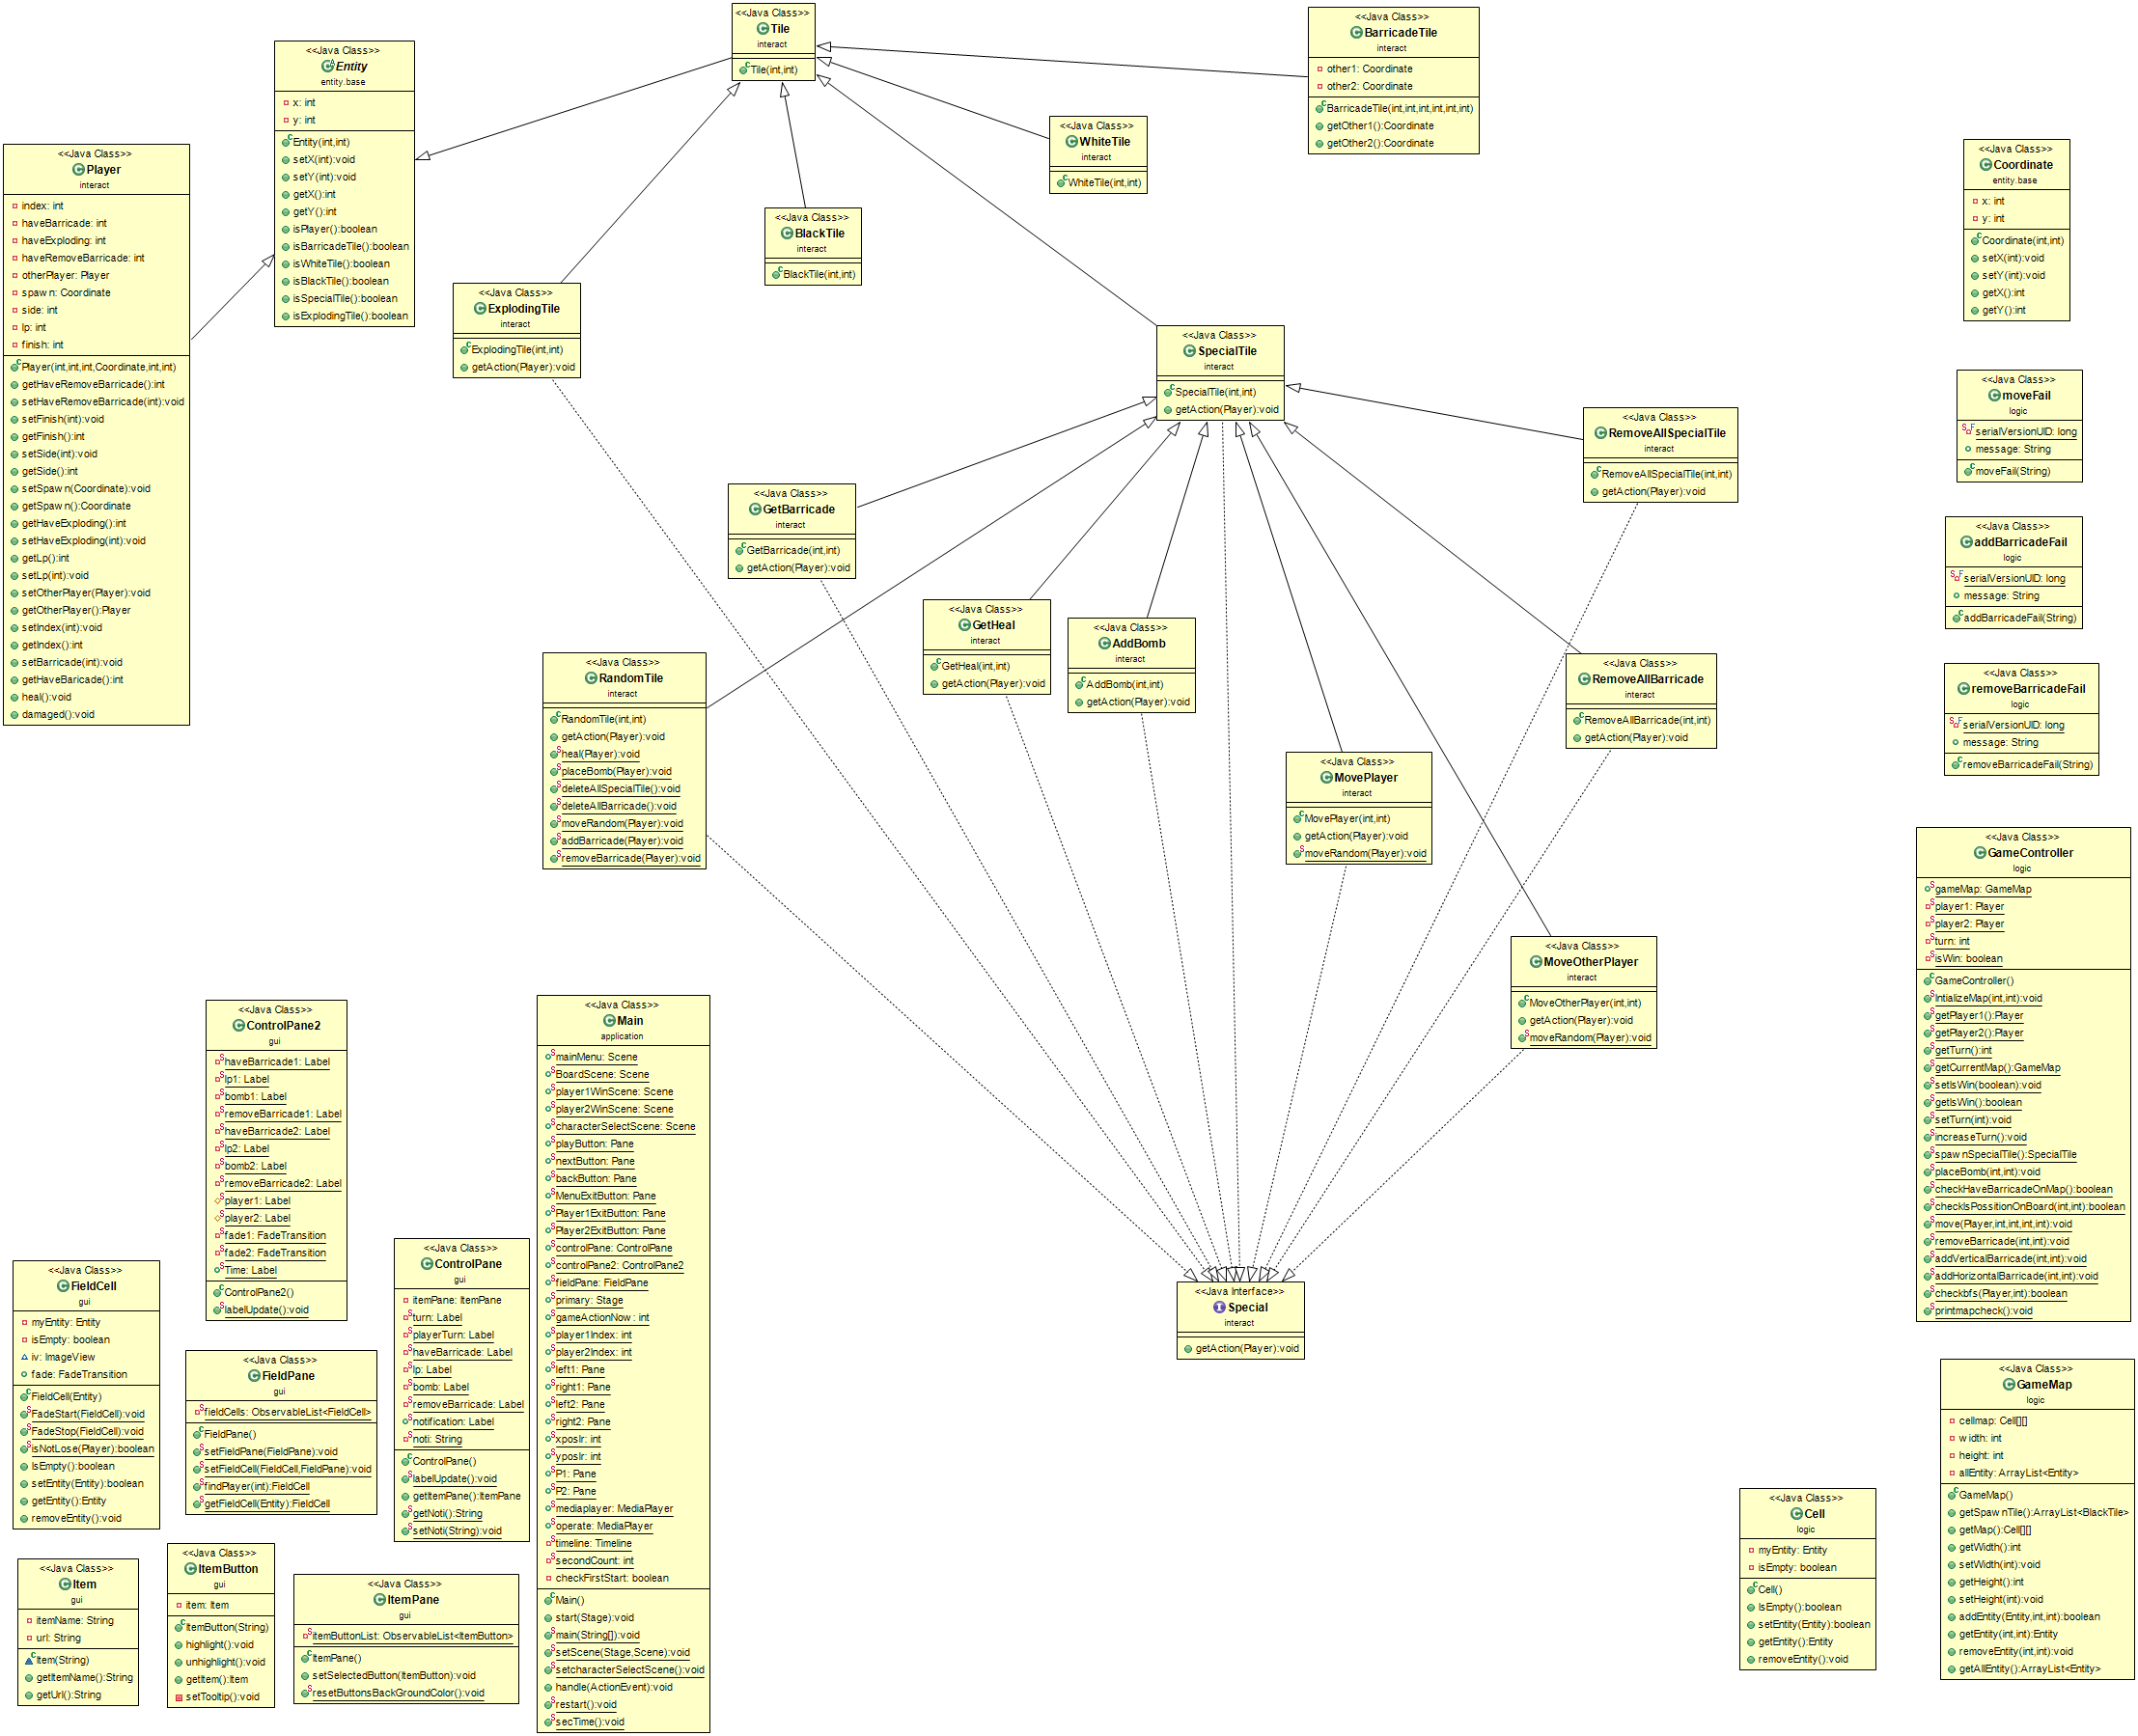 <<Java Class>>
Tile
interact
Tile(int,int)
<<Java Class>>
BarricadeTile
interact
other1: Coordinate
other2: Coordinate
BarricadeTile(int,int,int,int,int,int)
getOther1():Coordinate
getOther2():Coordinate
<<Java Class>>
Entity
entity.base
x: int
y: int
Entity(int,int)
setX(int):void
setY(int):void
getX():int
getY():int
isPlayer():boolean
isBarricadeTile():boolean
isWhiteTile():boolean
isBlackTile():boolean
isSpecialTile():boolean
isExplodingTile():boolean
<<Java Class>>
WhiteTile
interact
WhiteTile(int,int)
<<Java Class>>
Coordinate
entity.base
x: int
y: int
Coordinate(int,int)
setX(int):void
setY(int):void
getX():int
getY():int
<<Java Class>>
Player
interact
index: int
haveBarricade: int
haveExploding: int
haveRemoveBarricade: int
otherPlayer: Player
spawn: Coordinate
side: int
lp: int
finish: int
Player(int,int,int,Coordinate,int,int)
getHaveRemoveBarricade():int
setHaveRemoveBarricade(int):void
setFinish(int):void
getFinish():int
setSide(int):void
getSide():int
setSpawn(Coordinate):void
getSpawn():Coordinate
getHaveExploding():int
setHaveExploding(int):void
getLp():int
setLp(int):void
setOtherPlayer(Player):void
getOtherPlayer():Player
setIndex(int):void
getIndex():int
setBarricade(int):void
getHaveBaricade():int
heal():void
damaged():void
<<Java Class>>
BlackTile
interact
BlackTile(int,int)
<<Java Class>>
ExplodingTile
interact
ExplodingTile(int,int)
getAction(Player):void
<<Java Class>>
SpecialTile
interact
SpecialTile(int,int)
getAction(Player):void
<<Java Class>>
moveFail
logic
serialVersionUID: long
message: String
moveFail(String)
<<Java Class>>
RemoveAllSpecialTile
interact
RemoveAllSpecialTile(int,int)
getAction(Player):void
<<Java Class>>
GetBarricade
interact
GetBarricade(int,int)
getAction(Player):void
<<Java Class>>
addBarricadeFail
logic
serialVersionUID: long
message: String
addBarricadeFail(String)
<<Java Class>>
GetHeal
interact
GetHeal(int,int)
getAction(Player):void
<<Java Class>>
AddBomb
interact
AddBomb(int,int)
getAction(Player):void
<<Java Class>>
RandomTile
interact
RandomTile(int,int)
getAction(Player):void
heal(Player):void
placeBomb(Player):void
deleteAllSpecialTile():void
deleteAllBarricade():void
moveRandom(Player):void
addBarricade(Player):void
removeBarricade(Player):void
<<Java Class>>
RemoveAllBarricade
interact
RemoveAllBarricade(int,int)
getAction(Player):void
<<Java Class>>
removeBarricadeFail
logic
serialVersionUID: long
message: String
removeBarricadeFail(String)
<<Java Class>>
MovePlayer
interact
MovePlayer(int,int)
getAction(Player):void
moveRandom(Player):void
<<Java Class>>
GameController
logic
gameMap: GameMap
player1: Player
player2: Player
turn: int
isWin: boolean
GameController()
IntializeMap(int,int):void
getPlayer1():Player
getPlayer2():Player
getTurn():int
getCurrentMap():GameMap
setIsWin(boolean):void
getIsWin():boolean
setTurn(int):void
increaseTurn():void
spawnSpecialTile():SpecialTile
placeBomb(int,int):void
checkHaveBarricadeOnMap():boolean
checkIsPossitionOnBoard(int,int):boolean
move(Player,int,int,int,int):void
removeBarricade(int,int):void
addVerticalBarricade(int,int):void
addHorizontalBarricade(int,int):void
checkbfs(Player,int):boolean
printmapcheck():void
<<Java Class>>
MoveOtherPlayer
interact
MoveOtherPlayer(int,int)
getAction(Player):void
moveRandom(Player):void
<<Java Class>>
ControlPane2
gui
haveBarricade1: Label
lp1: Label
bomb1: Label
removeBarricade1: Label
haveBarricade2: Label
lp2: Label
bomb2: Label
removeBarricade2: Label
player1: Label
player2: Label
fade1: FadeTransition
fade2: FadeTransition
Time: Label
ControlPane2()
labelUpdate():void
<<Java Class>>
Main
application
mainMenu: Scene
BoardScene: Scene
player1WinScene: Scene
player2WinScene: Scene
characterSelectScene: Scene
playButton: Pane
nextButton: Pane
backButton: Pane
MenuExitButton: Pane
Player1ExitButton: Pane
Player2ExitButton: Pane
controlPane: ControlPane
controlPane2: ControlPane2
fieldPane: FieldPane
primary: Stage
gameActionNow: int
player1Index: int
player2Index: int
left1: Pane
right1: Pane
left2: Pane
right2: Pane
xposlr: int
yposlr: int
P1: Pane
P2: Pane
mediaplayer: MediaPlayer
operate: MediaPlayer
timeline: Timeline
secondCount: int
checkFirstStart: boolean
Main()
start(Stage):void
main(String[]):void
setScene(Stage,Scene):void
setcharacterSelectScene():void
handle(ActionEvent):void
restart():void
secTime():void
<<Java Class>>
ControlPane
gui
itemPane: ItemPane
turn: Label
playerTurn: Label
haveBarricade: Label
lp: Label
bomb: Label
removeBarricade: Label
notification: Label
noti: String
ControlPane()
labelUpdate():void
getItemPane():ItemPane
getNoti():String
setNoti(String):void
<<Java Class>>
FieldCell
gui
myEntity: Entity
isEmpty: boolean
iv: ImageView
fade: FadeTransition
FieldCell(Entity)
FadeStart(FieldCell):void
FadeStop(FieldCell):void
isNotLose(Player):boolean
IsEmpty():boolean
setEntity(Entity):boolean
getEntity():Entity
removeEntity():void
<<Java Interface>>
Special
interact
getAction(Player):void
<<Java Class>>
FieldPane
gui
fieldCells: ObservableList<FieldCell>
FieldPane()
setFieldPane(FieldPane):void
setFieldCell(FieldCell,FieldPane):void
findPlayer(int):FieldCell
getFieldCell(Entity):FieldCell
<<Java Class>>
GameMap
logic
cellmap: Cell[][]
width: int
height: int
allEntity: ArrayList<Entity>
GameMap()
getSpawnTile():ArrayList<BlackTile>
getMap():Cell[][]
getWidth():int
setWidth(int):void
getHeight():int
setHeight(int):void
addEntity(Entity,int,int):boolean
getEntity(int,int):Entity
removeEntity(int,int):void
getAllEntity():ArrayList<Entity>
<<Java Class>>
Cell
logic
myEntity: Entity
isEmpty: boolean
Cell()
IsEmpty():boolean
setEntity(Entity):boolean
getEntity():Entity
removeEntity():void
<<Java Class>>
Item
gui
itemName: String
url: String
Item(String)
getItemName():String
getUrl():String
<<Java Class>>
ItemButton
gui
item: Item
ItemButton(String)
highlight():void
unhighlight():void
getItem():Item
setTooltip():void
<<Java Class>>
ItemPane
gui
itemButtonList: ObservableList<ItemButton>
ItemPane()
setSelectedButton(ItemButton):void
resetButtonsBackGroundColor():void